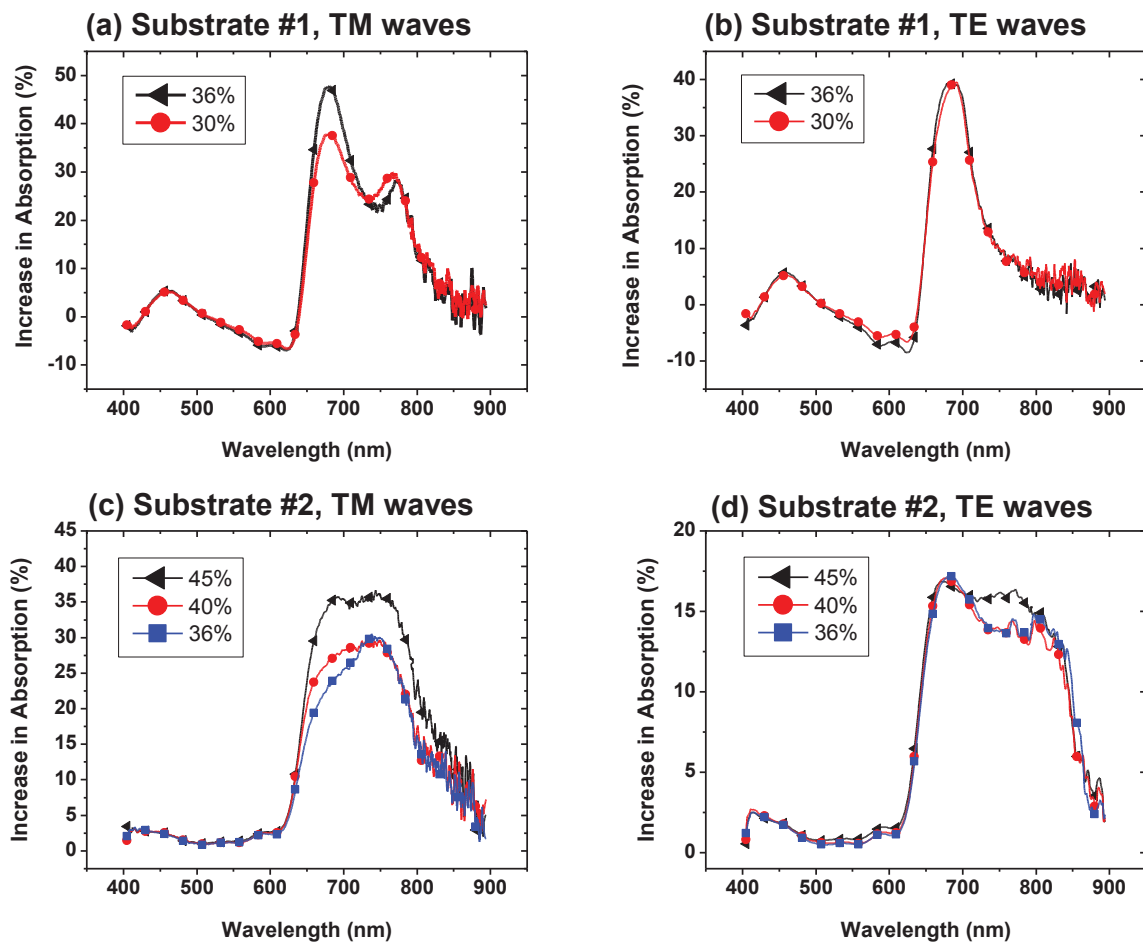 (a) Substrate #1, TM waves
Increase in Absorption (%)
50
40
30
20
10
0
-10
36%
30%
400 500 600 700 800 900
Wavelength (nm)
(b) Substrate #1, TE waves
Increase in Absorption (%)
40
30
20
10
0
-10
36%
30%
400 500 600 700 800 900
Wavelength (nm)
(c) Substrate #2, TM waves
Increase in Absorption (%)
45
40
35
30
25
20
15
10
5
0
45%
40%
36%
400 500 600 700 800 900
Wavelength (nm)
(d) Substrate #2, TE waves
Increase in Absorption (%)
20
15
10
5
0
45%
40%
36%
400 500 600 700 800 900
Wavelength (nm)